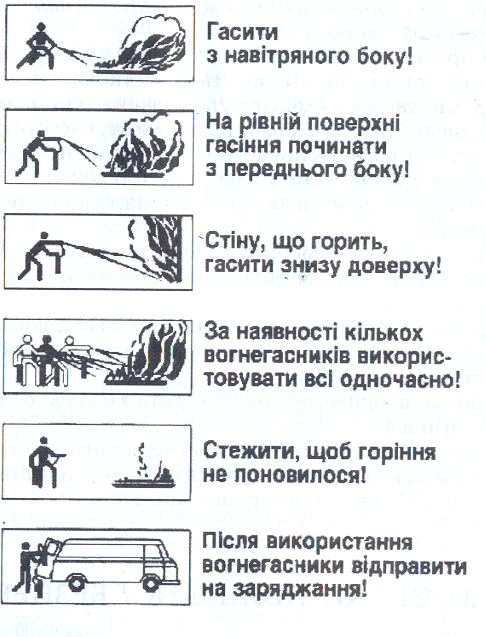 Гасити
з навітряного боку!
На рівній поверхні
гасіння починати
з переднього боку!
Стіну, що горить,
гасити знизу доверху!
За наявності кількох
вогнегасників викорис-
товувати всі одночасно!
Стежити, щоб горіння
не поновилося!
Після використання
вогнегасники відправити
на заряджання!